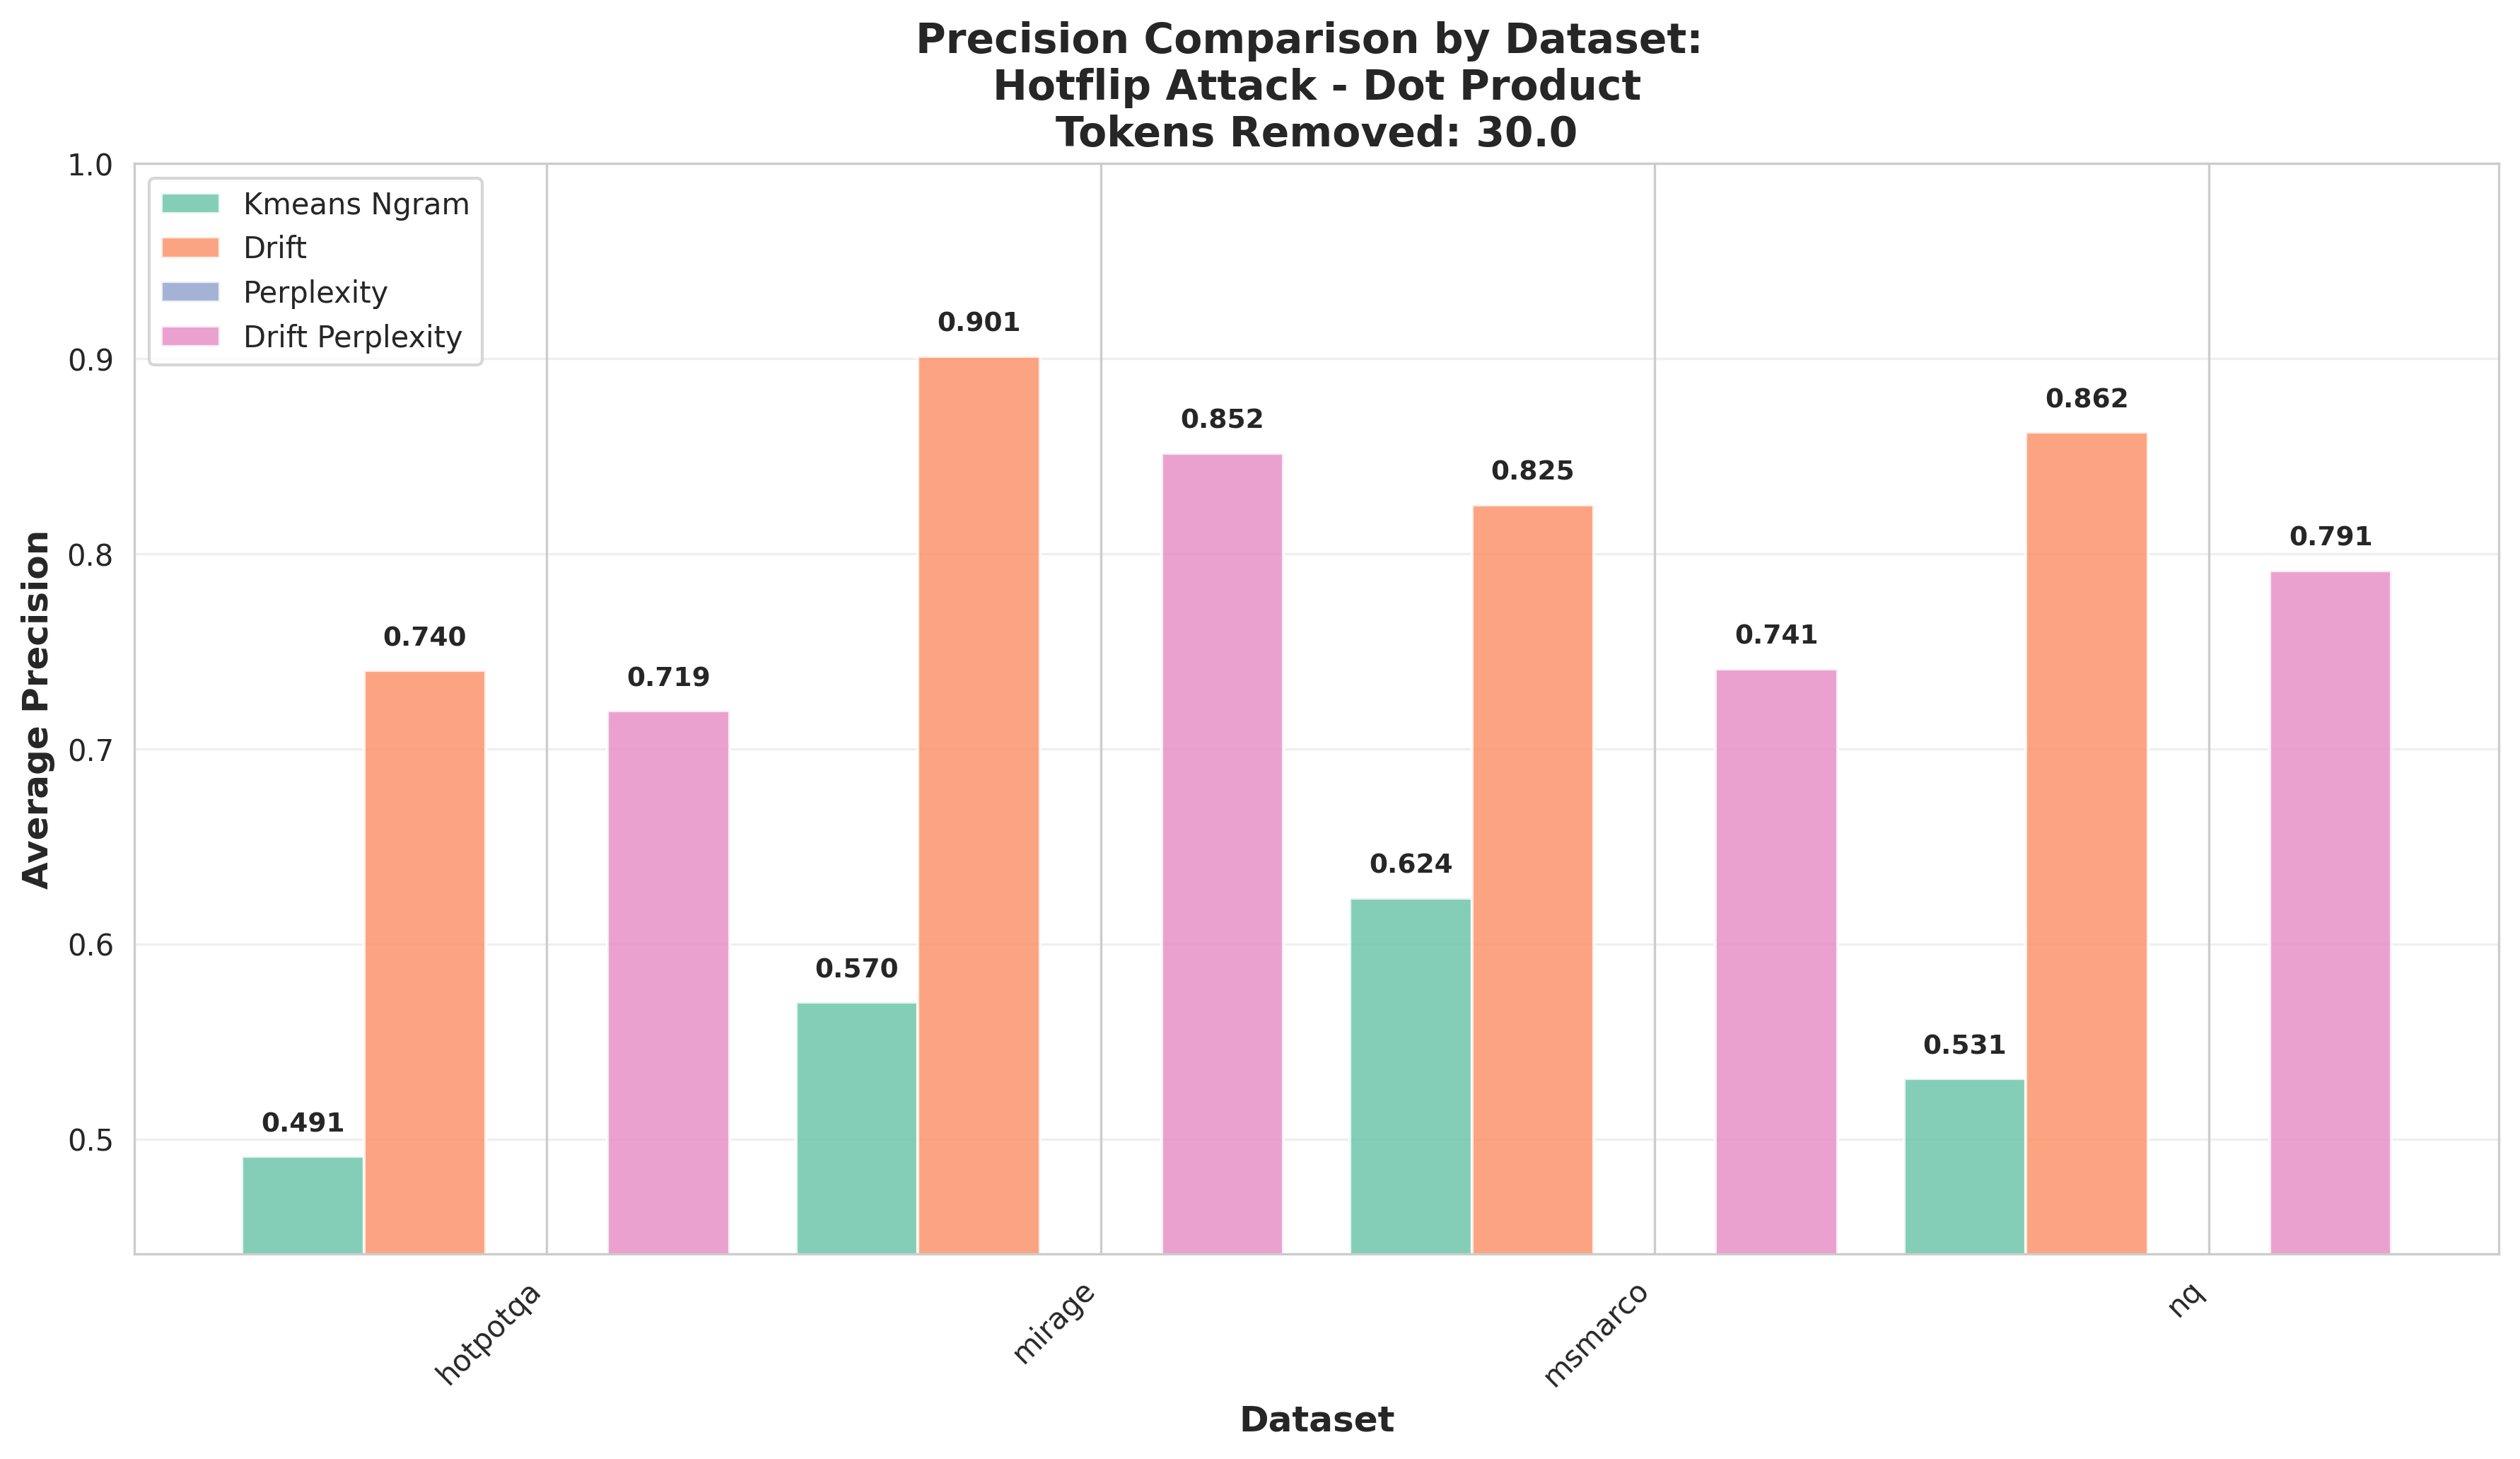 Precision Comparison by Dataset:
Hotflip Attack - Dot Product
Tokens Removed: 30.0
1.0
0.9
0.8
0.7
0.6
0.5
Average Precision
Kmeans Ngram
Drift
Perplexity
Drift Perplexity
0.491
0.740
0.719
0.570
0.901
0.852
0.624
0.825
0.741
0.531
0.862
0.791
hotpotqa
mirage
msmarco
nq
Dataset